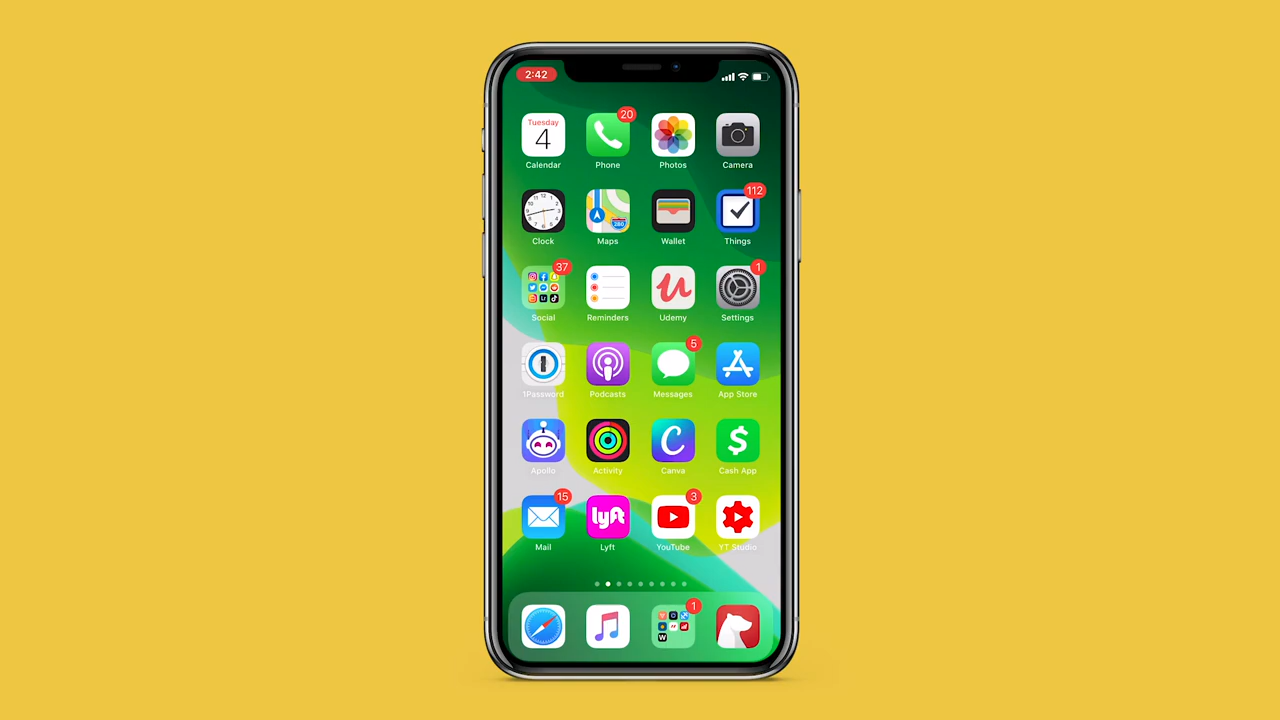 2:42
20
Tuesday
4
Calendar
Phone
Photos
Camera
112
Clock
Maps
Wallet
Things
37
1
280
Social
Reminders
Udemy
Settings
5
1Password
Podcasts
Messages
App Store
Apollo
Activity
Canva
Cash App
15
3
lyft
Mail
Lyft
YouTube
YT Studio
1
W